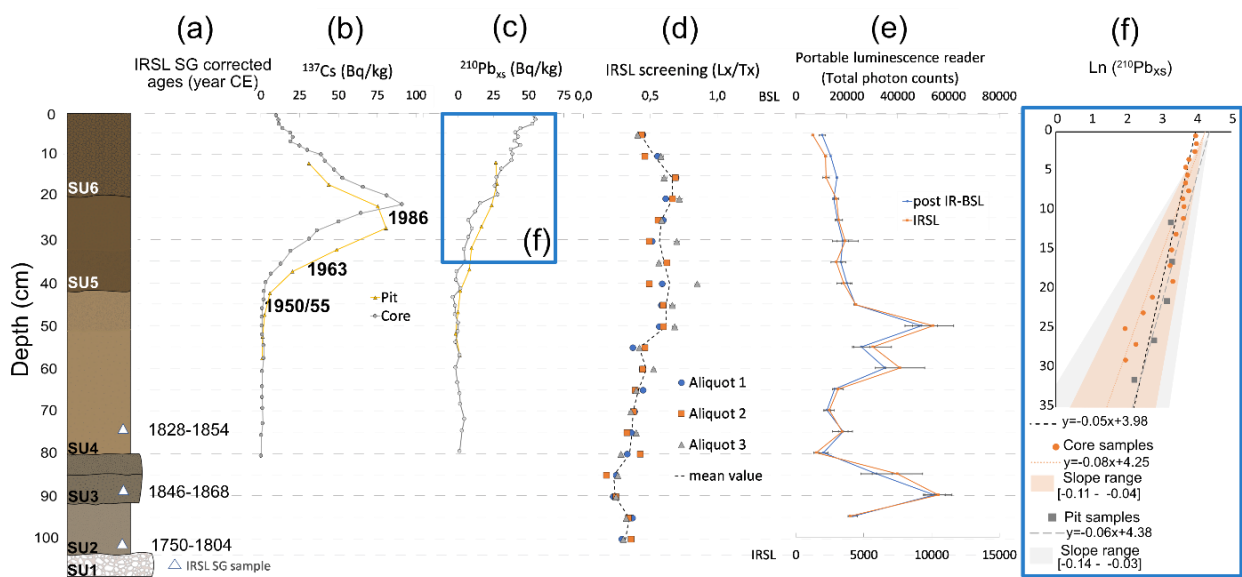 (a)
(b)
(c)
(d)
(e)
(f)
IRSL SG corrected
ages (year CE)
137Cs (Bq/kg)
210Pbxs (Bq/kg)
IRSL screening (Lx/Tx)
Portable luminescence reader
(Total photon counts)
Ln (210Pbxs)
0 25 50 75 100
0 25 50 75 100
0,0 0,5 1,0
BSL
0 20000 40000 60000 80000
0 1 2 3 4 5
Depth (cm)
0
10
20
30
40
50
60
70
80
90
100
SU6
SU5
SU4
SU3
SU2
SU1
1828-1854
1846-1868
1750-1804
IRSL SG sample
1986
1963
1950/55
Pit
Core
(f)
Aliquot 1
Aliquot 2
Aliquot 3
mean value
post IR-BSL
IRSL
IRSL
0 5000 10000 15000
0
5
10
15
20
25
30
35
y=-0.05x+3.98
Core samples
y=-0.08x+4.25
Slope range
[-0.11 - -0.04]
Pit samples
y=-0.06x+4.38
Slope range
[-0.14 - -0.03]